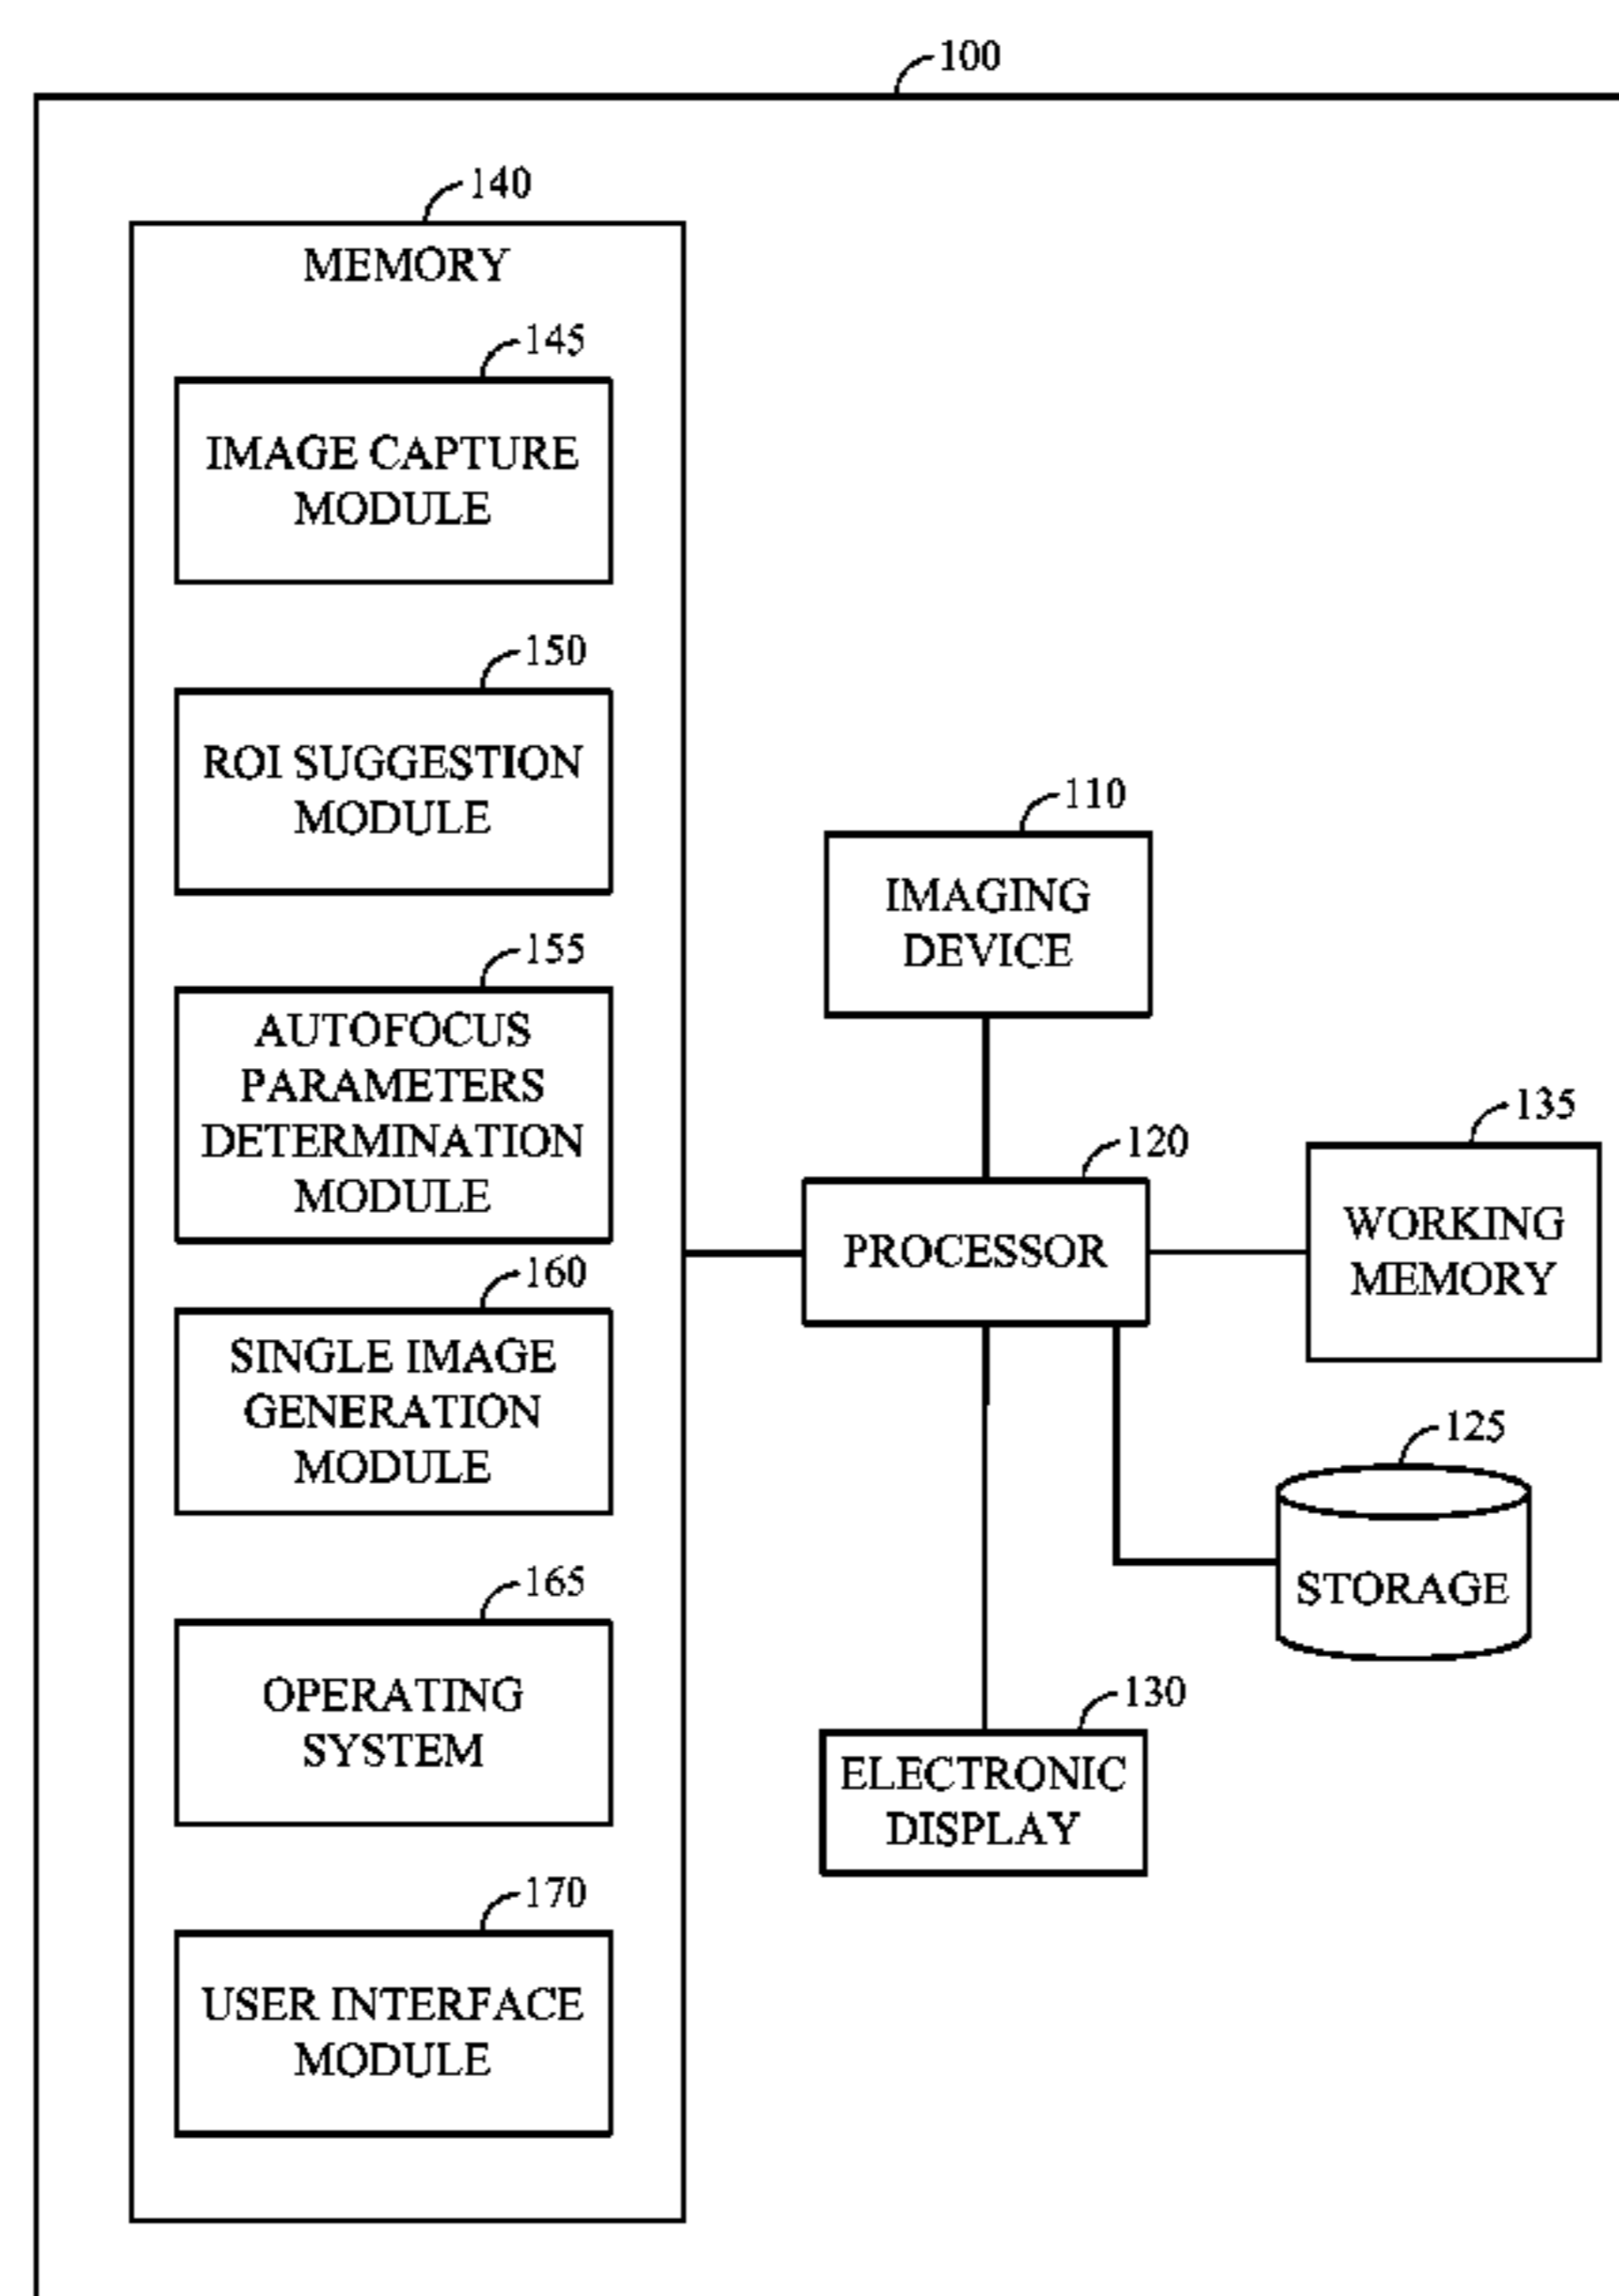 100
140
MEMORY
145
IMAGE CAPTURE
MODULE
150
ROI SUGGESTION
MODULE
155
AUTOFOCUS
PARAMETERS
DETERMINATION
MODULE
160
SINGLE IMAGE
GENERATION
MODULE
165
OPERATING
SYSTEM
170
USER INTERFACE
MODULE
110
IMAGING
DEVICE
120
PROCESSOR
135
WORKING
MEMORY
125
STORAGE
130
ELECTRONIC
DISPLAY